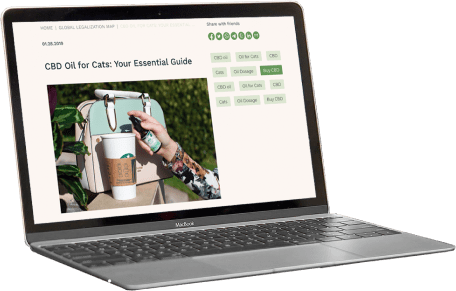 HOME | GLOBAL LEGALIZATION MAP |
01.25.2019
CBD Oil for Cats: Your Essential Guide
Share with friends
CBD oil Oil for Cats CBD
Cats Oil Dosage Buy CBD
CBD oil Oil for Cats CBD
Cats Oil Dosage Buy CBD
MacBook